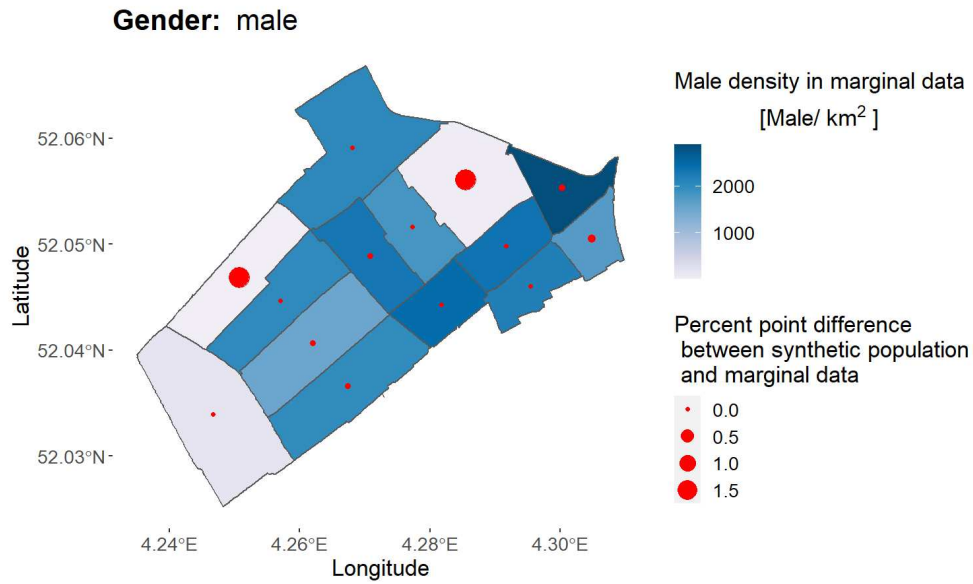 Gender: male
Male density in marginal data
[Male/ km² ]
2000
1000
Percent point difference
between synthetic population
and marginal data
0.0
0.5
1.0
1.5
Latitude
52.06°N
52.05°N
52.04°N
52.03°N
4.24°E
4.26°E
4.28°E
4.30°E
Longitude